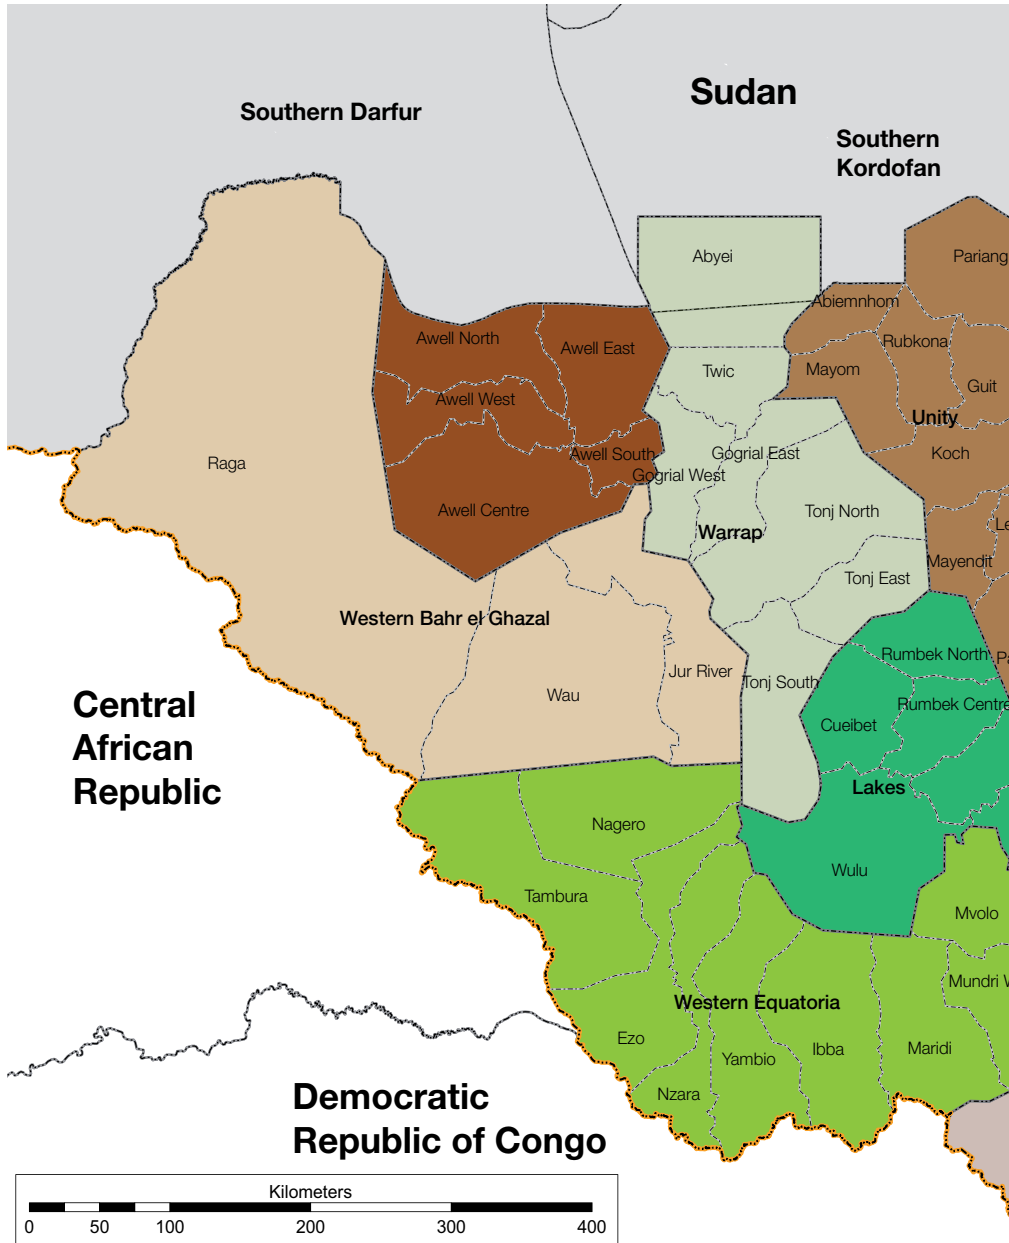 Sudan
Southern Darfur
Southern
Kordofan
Abyei
Pariang
Abiemnhom
Awell North
Awell East
Rubkona
Twic
Mayom
Guit
Awell West
Unity
Raga
Awell South
Gogrial East
Koch
Gogrial West
Awell Centre
Tonj North
Le
Warrap
Mayendit
Tonj East
Western Bahr el Ghazal
Rumbek North
Pa
Jur River
Tonj South
Wau
Rumbek Centre
Cueibet
Central
African
Republic
Lakes
Nagero
Wulu
Tambura
Mvolo
Mundri W
Western Equatoria
Ezo
Yambio
Ibba
Maridi
Nzara
Democratic
Republic of Congo
Kilometers
0 50 100 200 300 400